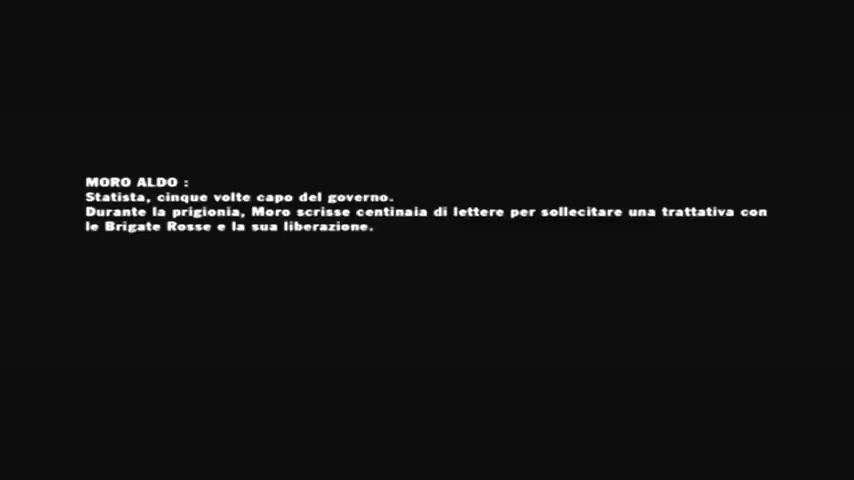 MORO ALDO :
Statista, cinque volte capo del governo.
Durante la prigionia, Moro scrisse centinaia di lettere per sollecitare una trattativa con
le Brigate Rosse e la sua liberazione.